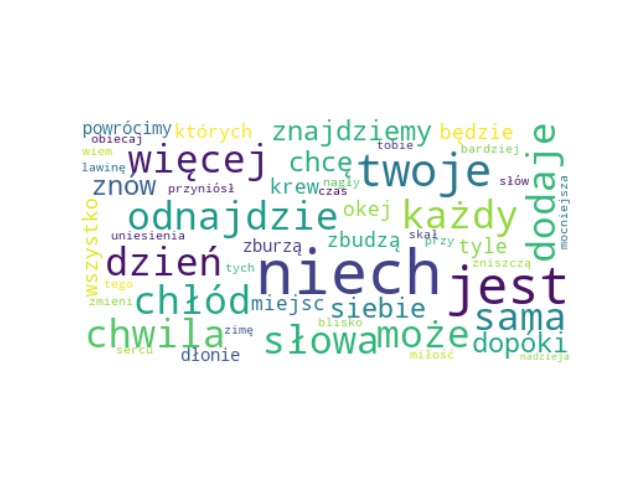 powrócimy
których
znajdziemy
będzie
dodaje
obiecaj
wiem
więcej
tobie
bardziej
lawinę
chcę
twoje
znów
przyniósł
krew
nagły
czas
słów
mocniejsza
wszystko
odnajdzie
okej
każdy
uniesienia
zburzą
zbudzą
skał
przy
tyle
dzień
tych
niech
zniszczą
jest
tego
zmieni
chłód
miejsc
siebie
sama
chwila
zimę
blisko
słowa
może
dopóki
sercu
dłonie
miłość
nadzieja